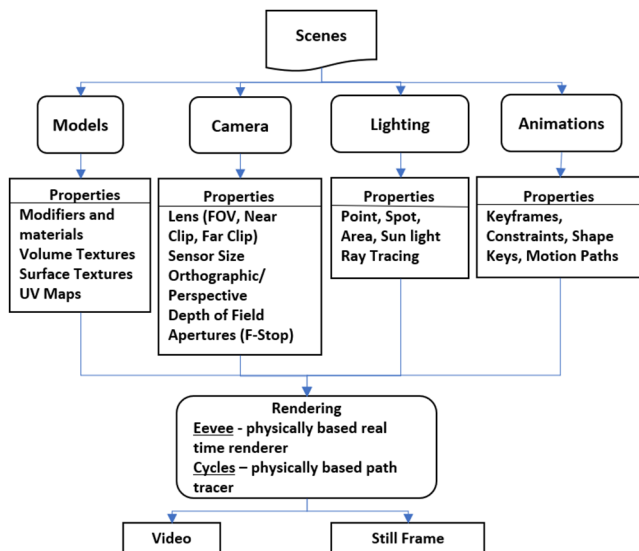 Scenes
Models
Camera
Lighting
Animations
Properties
Modifiers and
materials
Volume Textures
Surface Textures
UV Maps
Properties
Lens (FOV, Near
Clip, Far Clip)
Sensor Size
Orthographic/
Perspective
Depth of Field
Apertures (F-Stop)
Properties
Point, Spot,
Area, Sun light
Ray Tracing
Properties
Keyframes,
Constraints, Shape
Keys, Motion Paths
Rendering
Eevee - physically based real
time renderer
Cycles – physically based path
tracer
Video
Still Frame